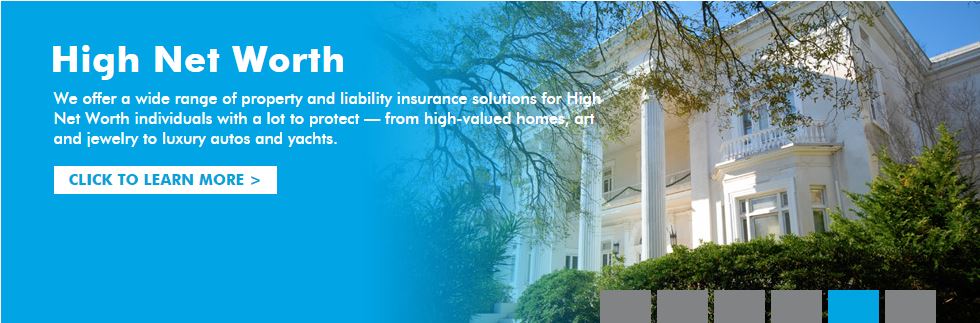 High Net Worth
We offer a wide range of property and liability insurance solutions for High
Net Worth individuals with a lot to protect — from high-valued homes, art
and jewelry to luxury autos and yachts.
CLICK TO LEARN MORE >